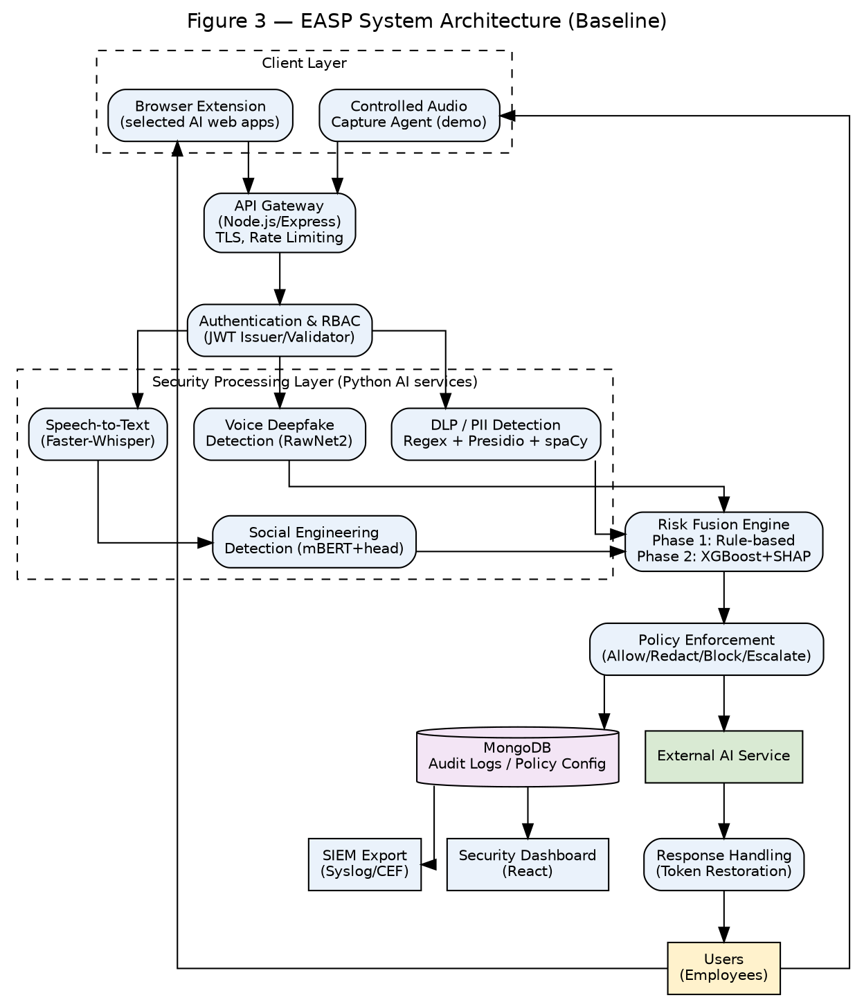 Figure 3 — EASP System Architecture (Baseline)
Client Layer
Browser Extension
(selected AI web apps)
Controlled Audio
Capture Agent (demo)
API Gateway
(Node.js/Express)
TLS, Rate Limiting
Authentication & RBAC
(JWT Issuer/Validator)
Security Processing Layer (Python AI services)
Speech-to-Text
(Faster-Whisper)
Voice Deepfake
Detection (RawNet2)
DLP / PII Detection
Regex + Presidio + spaCy
Social Engineering
Detection (mBERT+head)
Risk Fusion Engine
Phase 1: Rule-based
Phase 2: XGBoost+SHAP
Policy Enforcement
(Allow/Redact/Block/Escalate)
MongoDB
Audit Logs / Policy Config
External AI Service
SIEM Export
(Syslog/CEF)
Security Dashboard
(React)
Response Handling
(Token Restoration)
Users
(Employees)